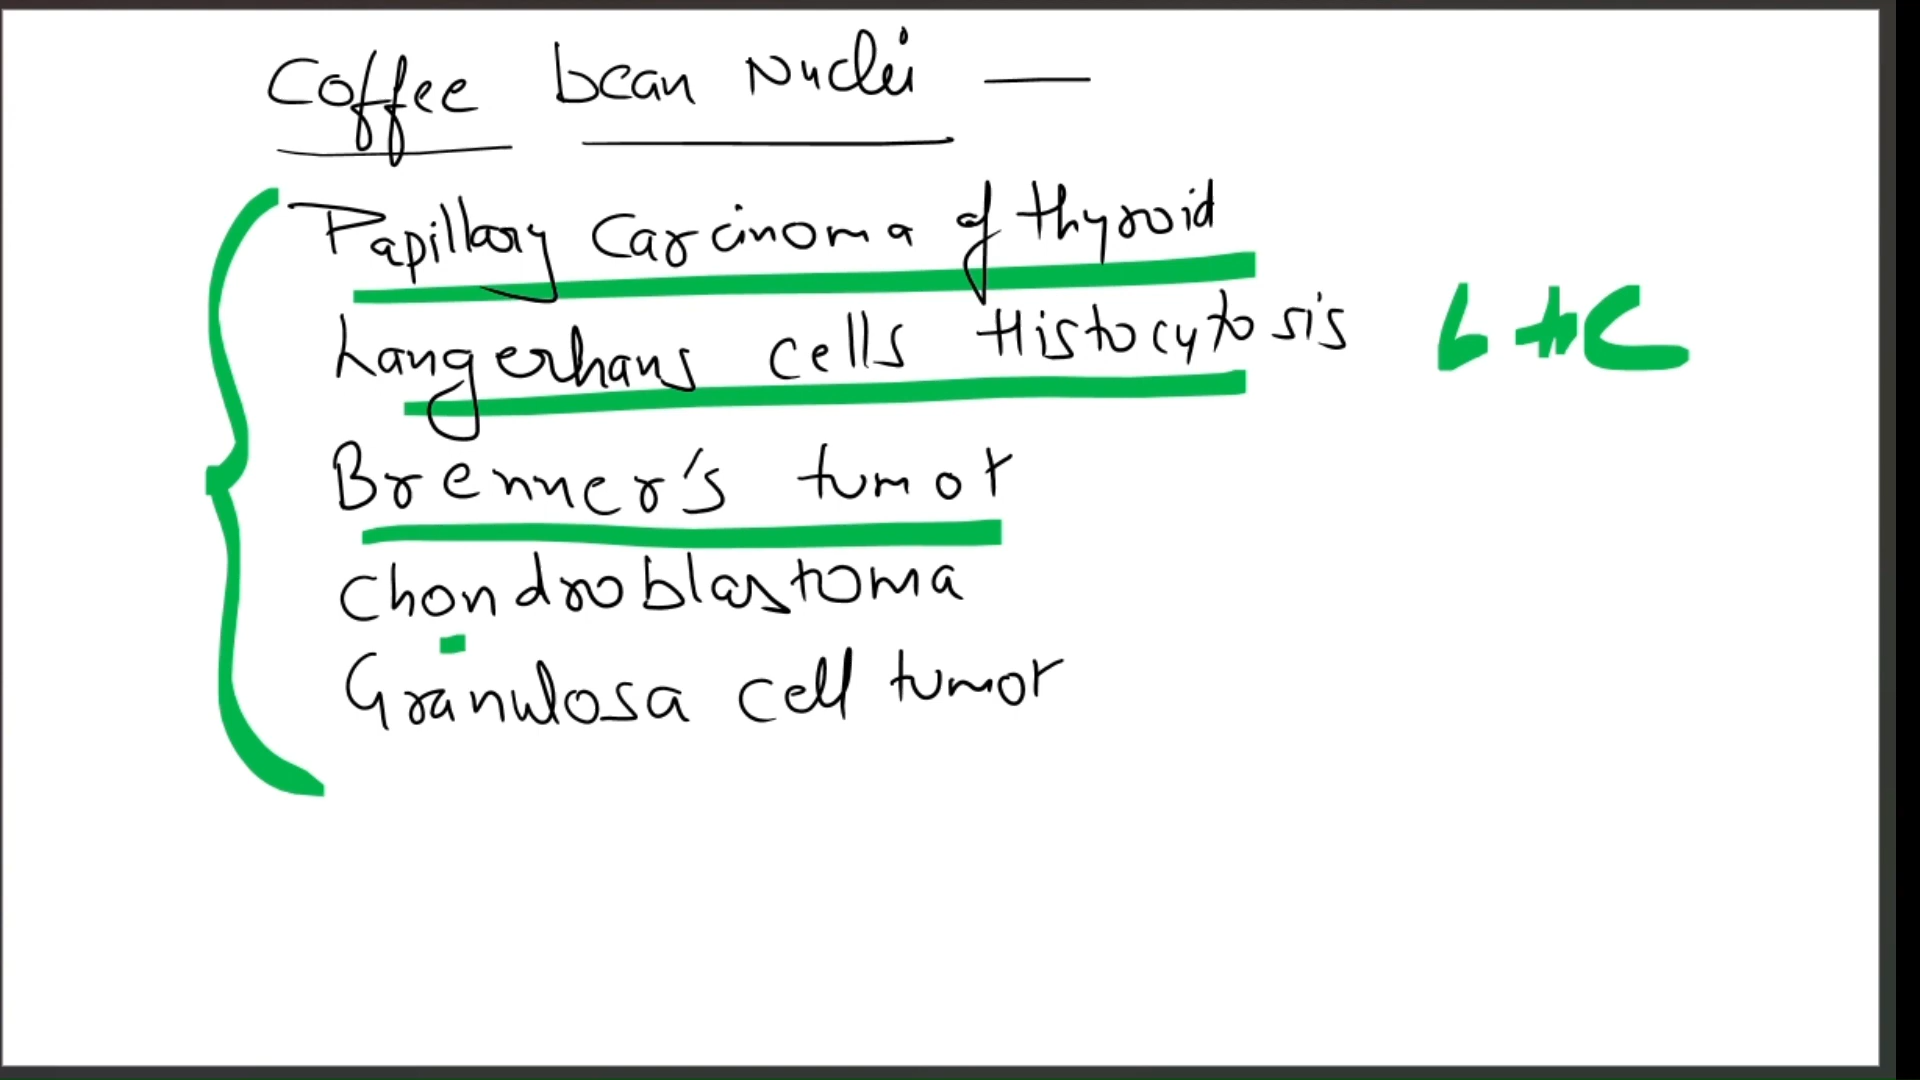 Coffee bean Nuclei —
Papillary Carcinoma of thyroid
Langerhans cells Histocytosis LHC
Brenner's tumor
Chondroblastoma
Granulosa cell tumor